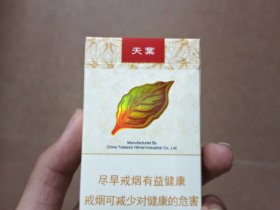 天葉
Manufactured By
China Tobacco Henan Industrial Co., Ltd
尽早戒烟有益健康
戒烟可减少对健康的危害